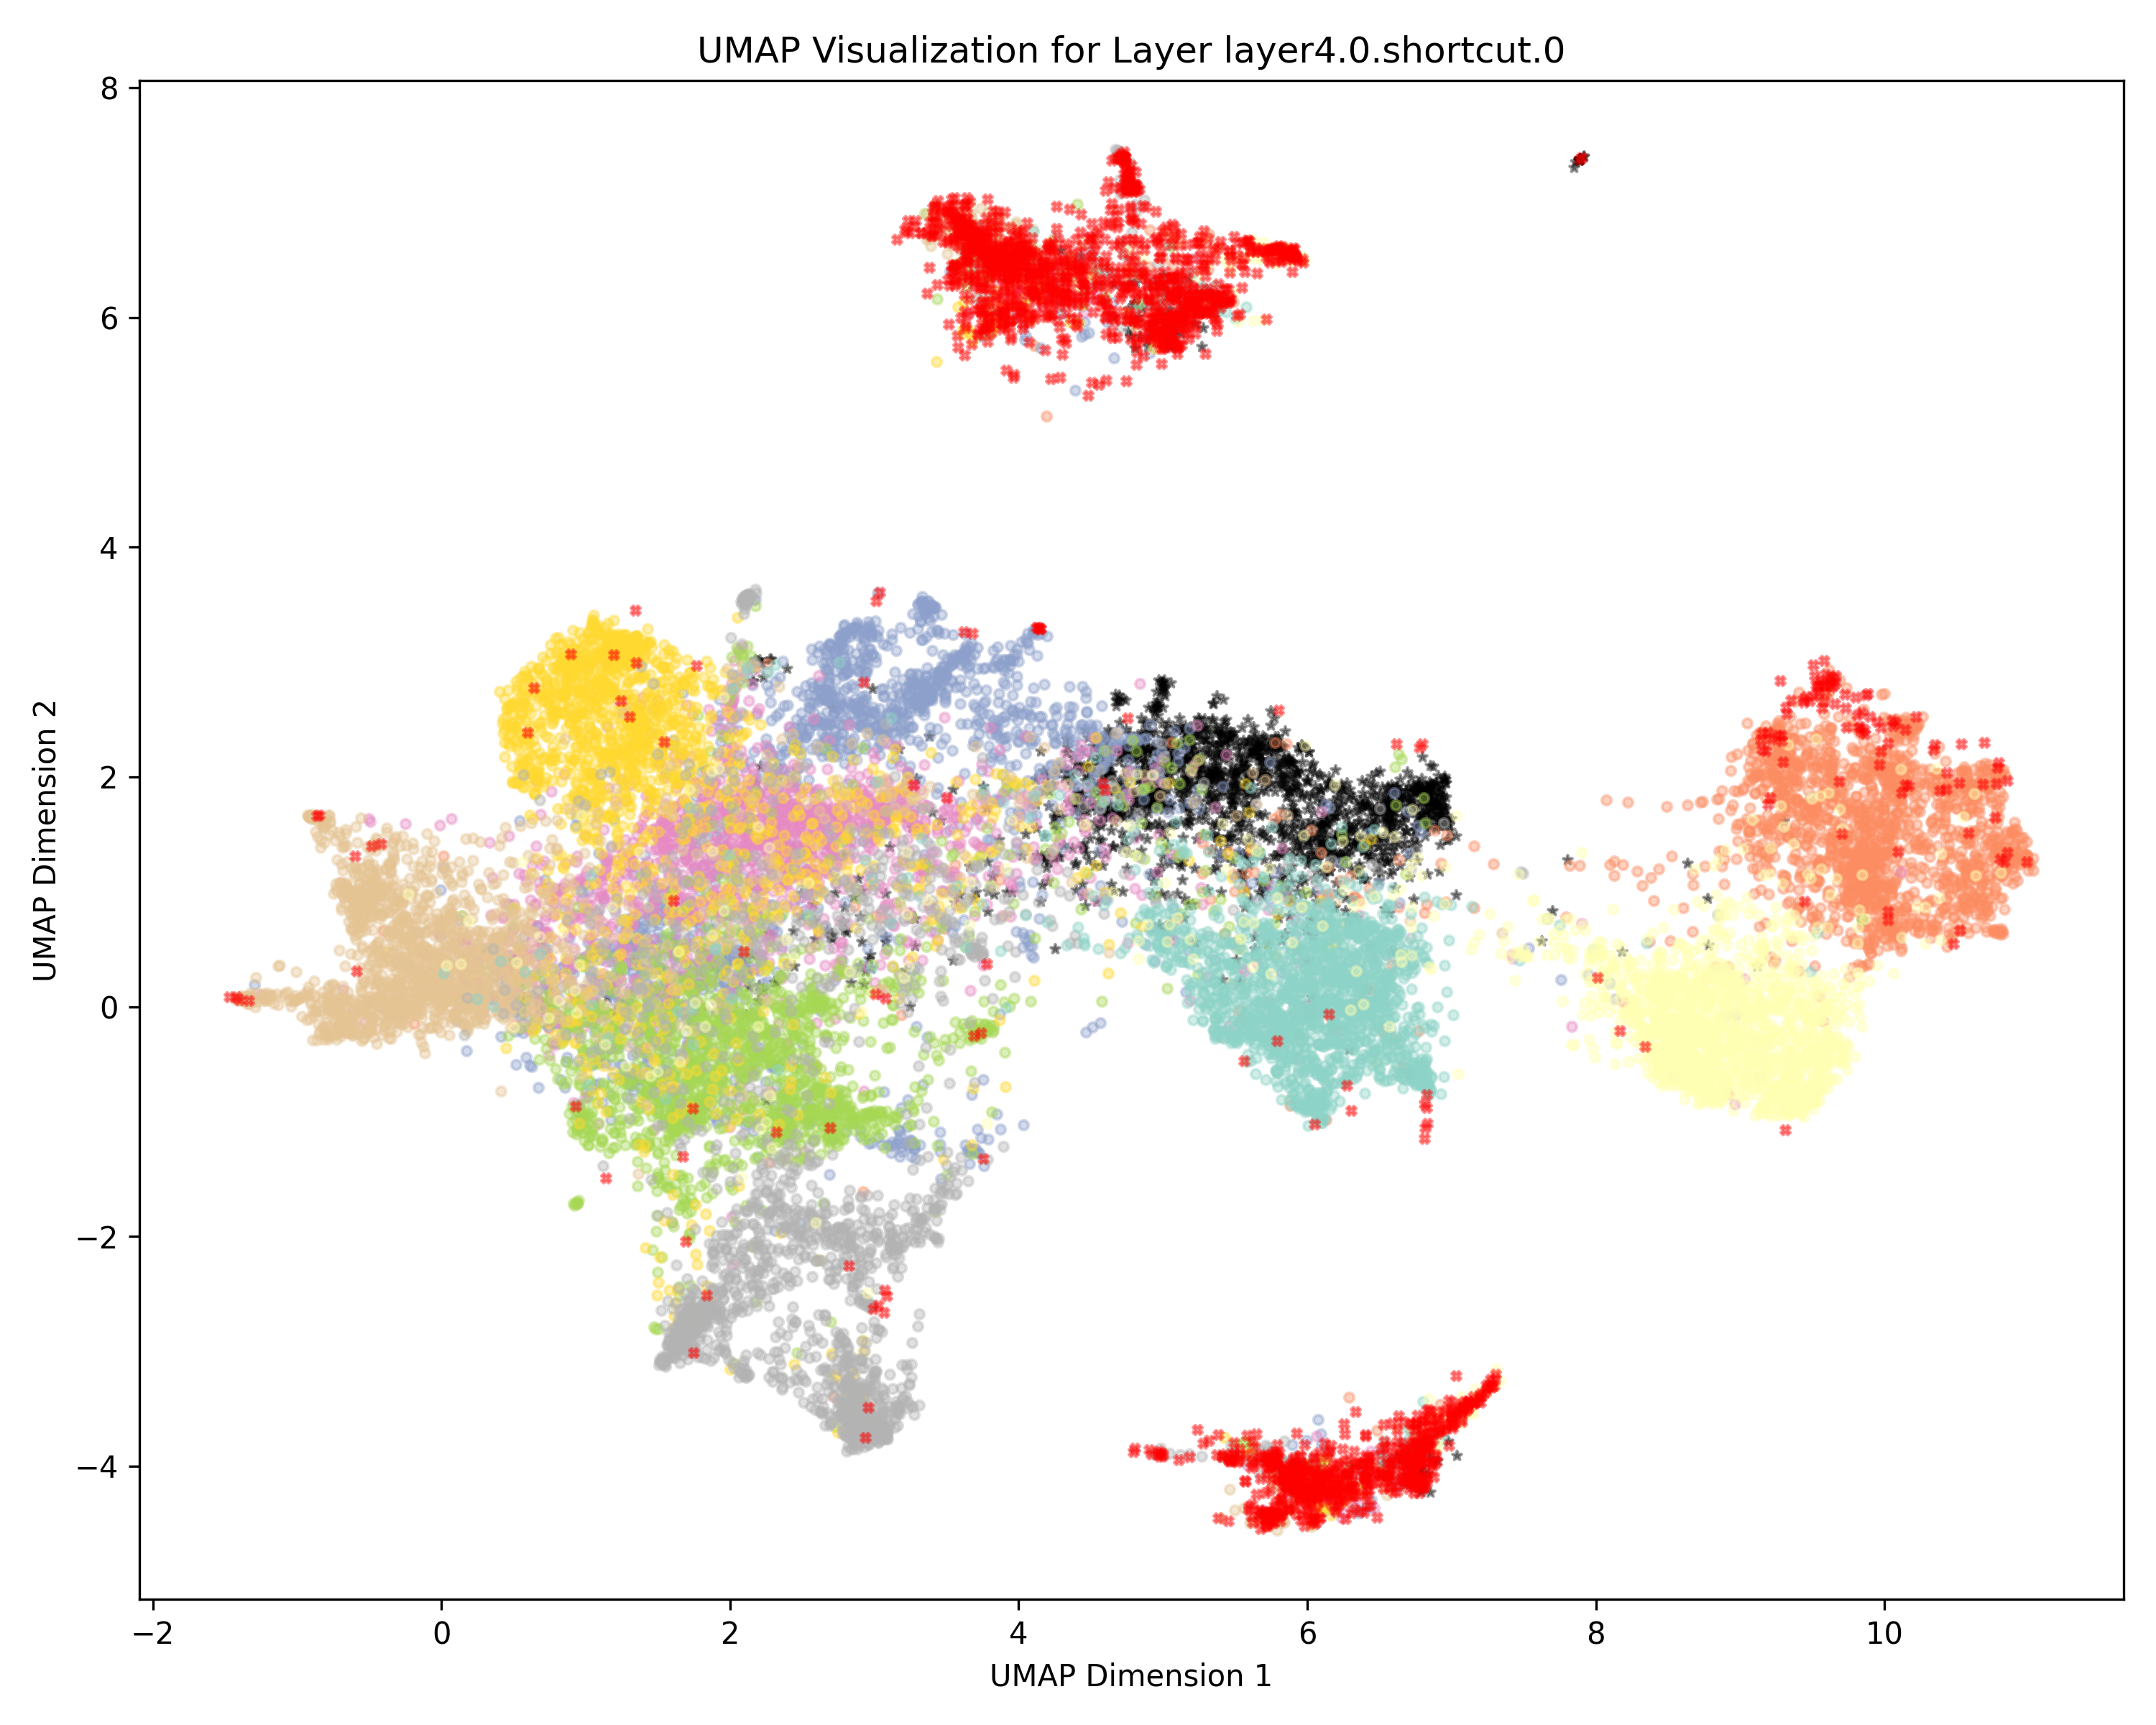 UMAP Visualization for Layer layer4.0.shortcut.0
8
6
4
2
0
−2
−4
UMAP Dimension 2
−2 0 2 4 6 8 10
UMAP Dimension 1